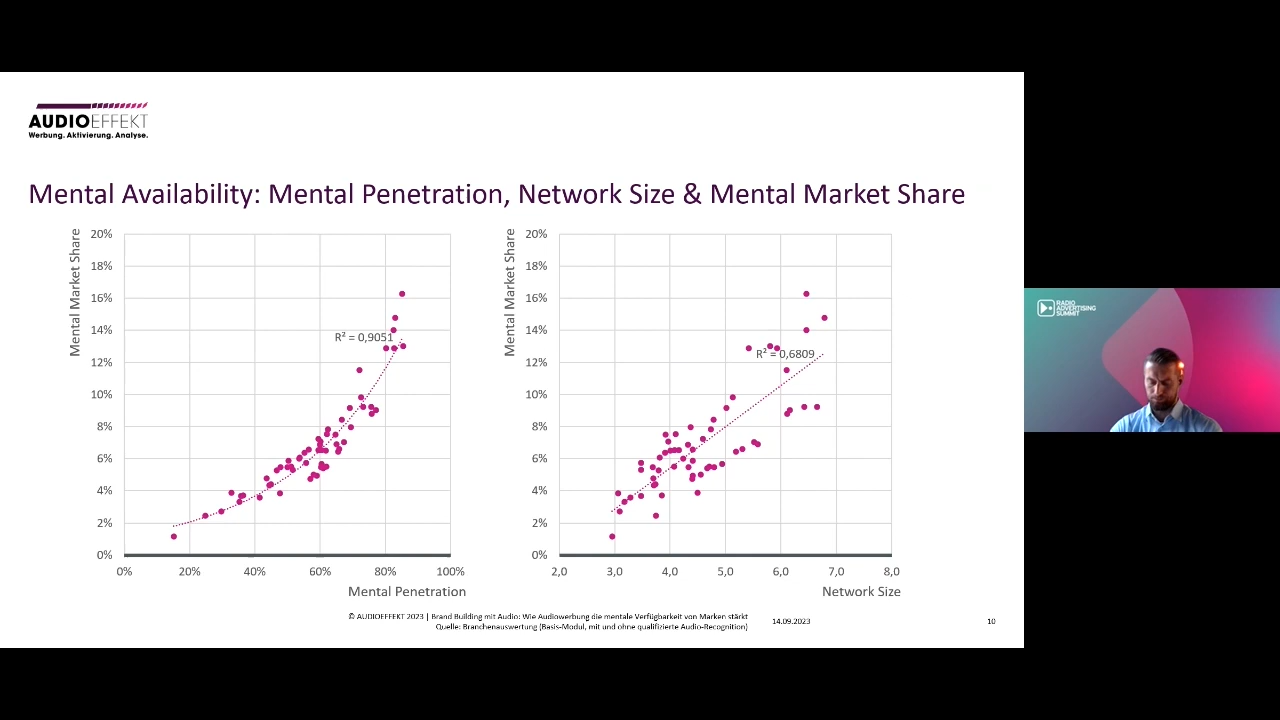 AUDIOEFFEKT
Werbung. Aktivierung. Analyse.
Mental Availability: Mental Penetration, Network Size & Mental Market Share
Mental Market Share
20%
18%
16%
14%
12%
10%
8%
6%
4%
2%
0%
R² = 0,9051
0%
20%
40%
60%
80%
100%
Mental Penetration
Mental Market Share
20%
18%
16%
14%
12%
10%
8%
6%
4%
2%
0%
R² = 0,6809
2,0
3,0
4,0
5,0
6,0
7,0
8,0
Network Size
© AUDIOEFFEKT 2023 | Brand Building mit Audio: Wie Audiowerbung die mentale Verfügbarkeit von Marken stärkt
Quelle: Branchenauswertung (Basis-Modul, mit und ohne qualifizierte Audio-Recognition)
14.09.2023
10
RADIO
ADVERTISING
SUMMIT